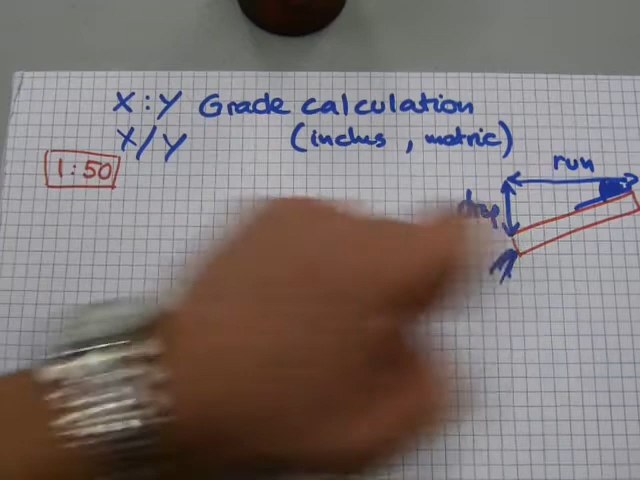 X:Y Grade calculation
X/Y (inches, metric)
1:50
run
drop